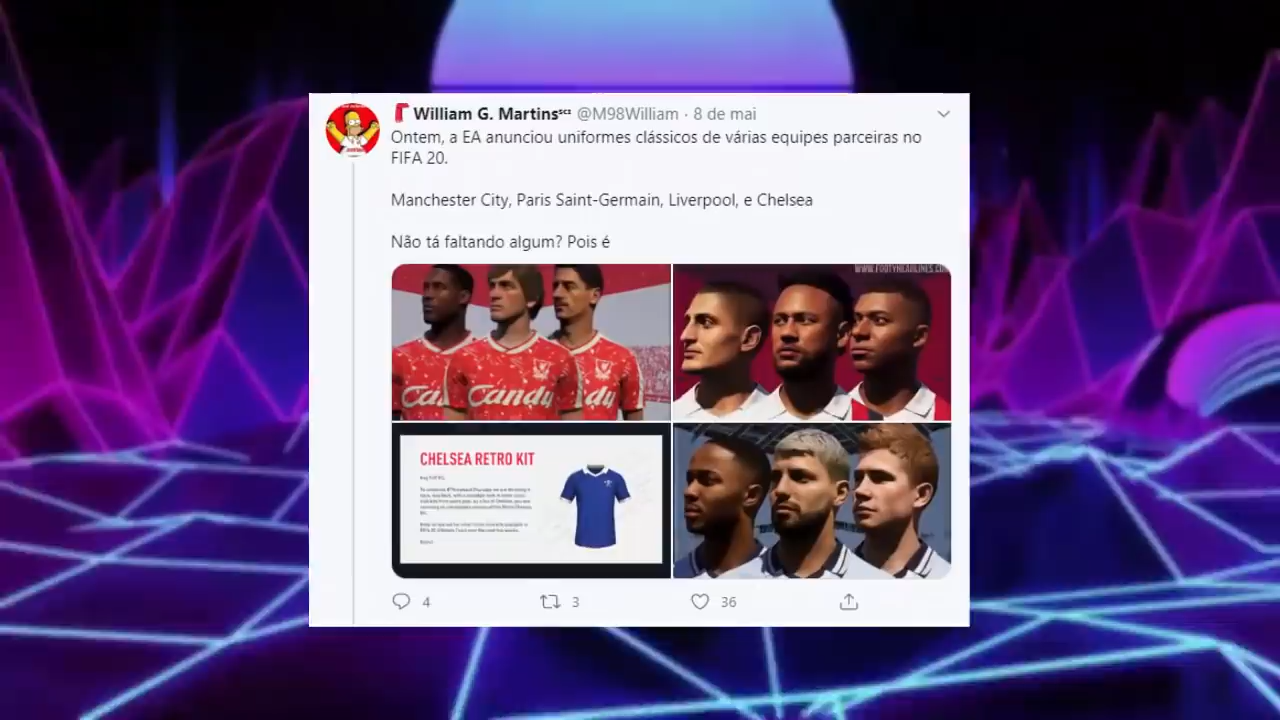 William G. Martins @M98William · 8 de mai
Ontem, a EA anunciou uniformes clássicos de várias equipes parceiras no
FIFA 20.
Manchester City, Paris Saint-Germain, Liverpool, e Chelsea
Não tá faltando algum? Pois é
WWW.FOOTYHEADLINES.COM
Candy
CHELSEA RETRO KIT
4
3
36